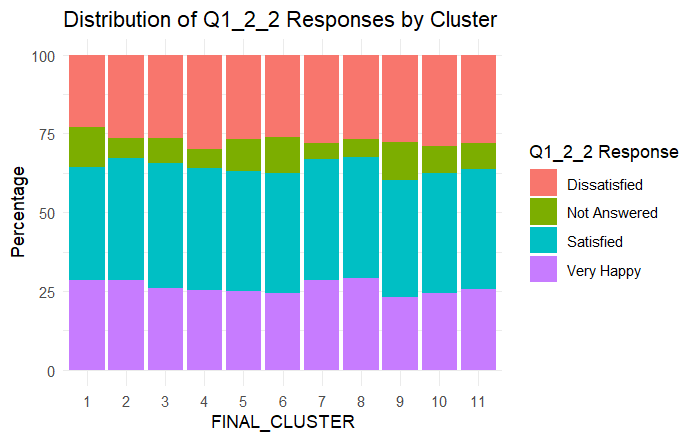 Distribution of Q1_2_2 Responses by Cluster
100
75
50
25
0
Percentage
1 2 3 4 5 6 7 8 9 10 11
FINAL_CLUSTER
Q1_2_2 Response
Dissatisfied
Not Answered
Satisfied
Very Happy